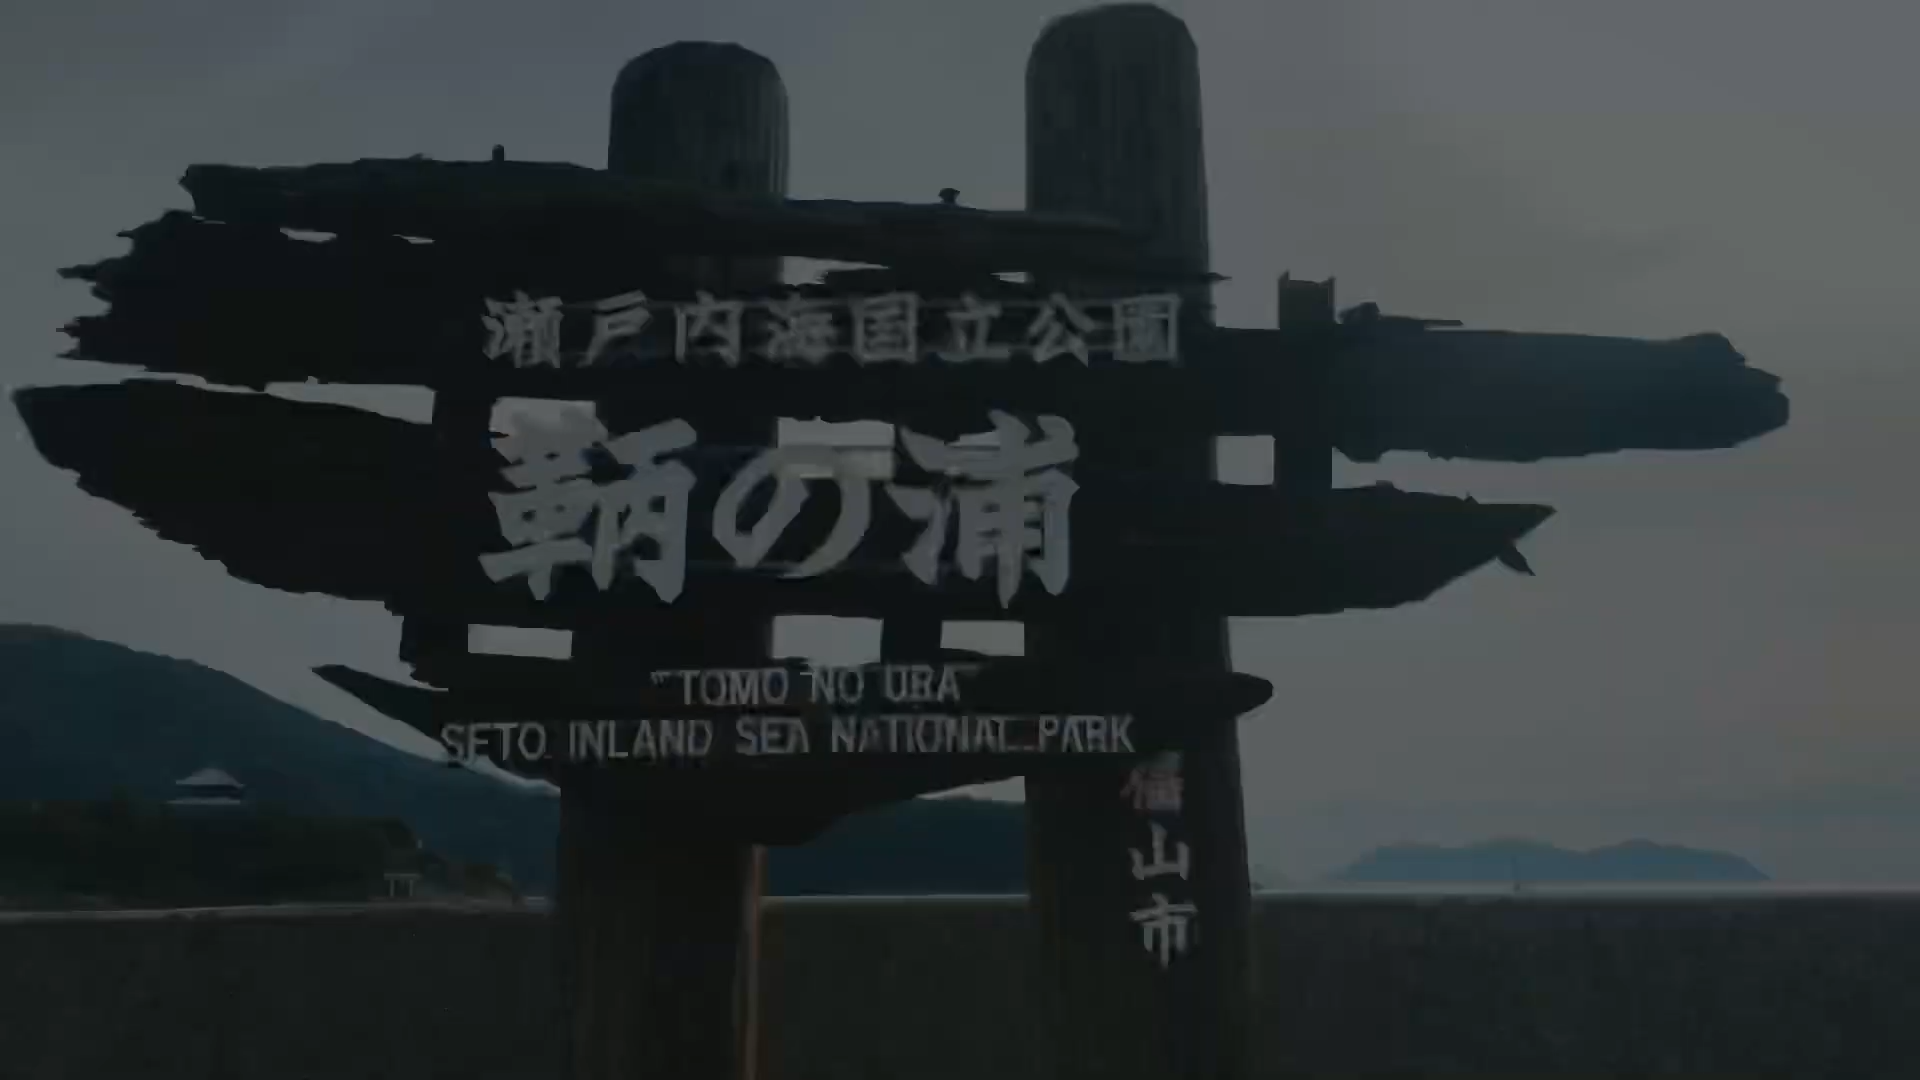 瀬戸内海国立公園
鞆の浦
"TOMO NO URA"
SETO INLAND SEA NATIONAL PARK
福山市